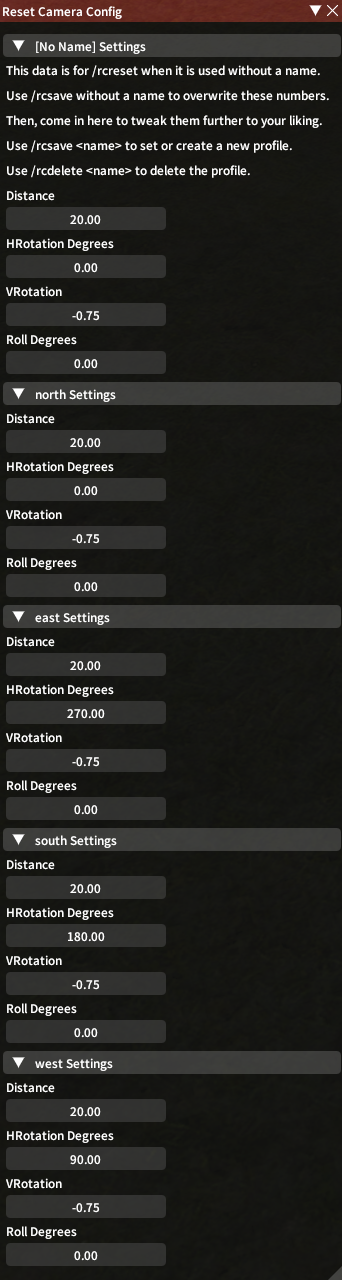 Reset Camera Config
[No Name] Settings
This data is for /rcreset when it is used without a name.
Use /rcsave without a name to overwrite these numbers.
Then, come in here to tweak them further to your liking.
Use /rcsave <name> to set or create a new profile.
Use /rcdelete <name> to delete the profile.
Distance
20.00
HRotation Degrees
0.00
VRotation
-0.75
Roll Degrees
0.00
north Settings
Distance
20.00
HRotation Degrees
0.00
VRotation
-0.75
Roll Degrees
0.00
east Settings
Distance
20.00
HRotation Degrees
270.00
VRotation
-0.75
Roll Degrees
0.00
south Settings
Distance
20.00
HRotation Degrees
180.00
VRotation
-0.75
Roll Degrees
0.00
west Settings
Distance
20.00
HRotation Degrees
90.00
VRotation
-0.75
Roll Degrees
0.00